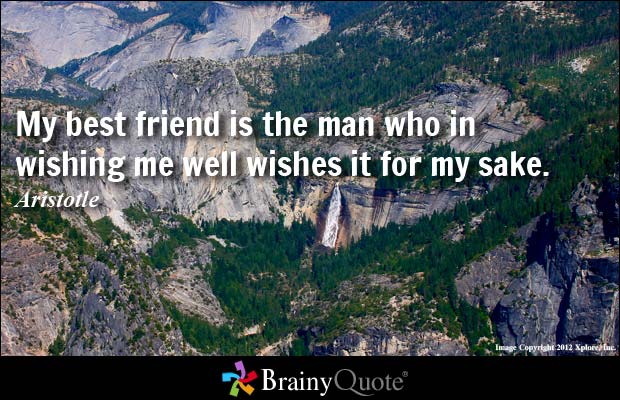 My best friend is the man who in
wishing me well wishes it for my sake.
Aristotle
Image Copyright 2012 Xplore, Inc.
BrainyQuote®